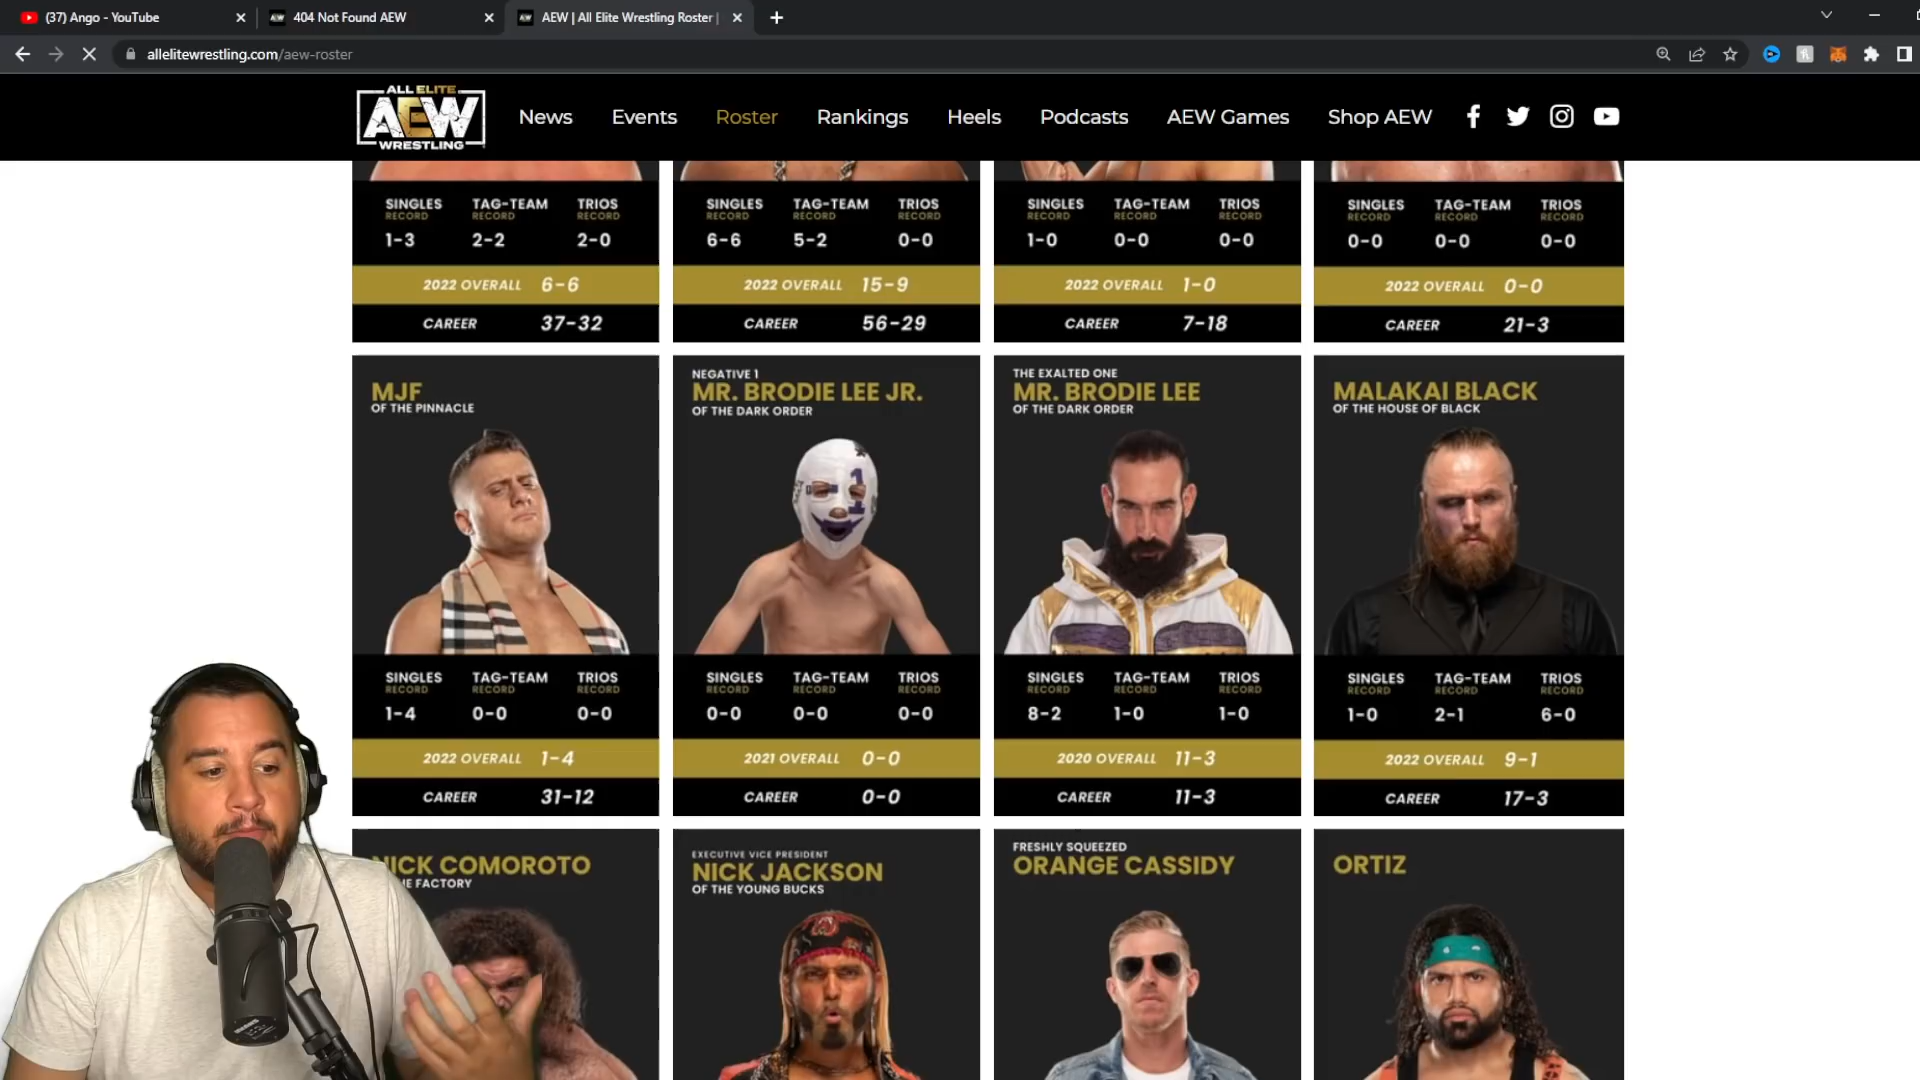 (37) Ango - YouTube
404 Not Found AEW
AEW | All Elite Wrestling Roster |
allelitewrestling.com/aew-roster
ALL ELITE
AEW
WRESTLING
News
Events
Roster
Rankings
Heels
Podcasts
AEW Games
Shop AEW
SINGLES TAG-TEAM TRIOS
RECORD RECORD RECORD
1-3 2-2 2-0
2022 OVERALL 6-6
CAREER 37-32
SINGLES TAG-TEAM TRIOS
RECORD RECORD RECORD
6-6 5-2 0-0
2022 OVERALL 15-9
CAREER 56-29
SINGLES TAG-TEAM TRIOS
RECORD RECORD RECORD
1-0 0-0 0-0
2022 OVERALL 1-0
CAREER 7-18
SINGLES TAG-TEAM TRIOS
RECORD RECORD RECORD
0-0 0-0 0-0
2022 OVERALL 0-0
CAREER 21-3
MJF
OF THE PINNACLE
SINGLES TAG-TEAM TRIOS
RECORD RECORD RECORD
1-4 0-0 0-0
2022 OVERALL 1-4
CAREER 31-12
NEGATIVE 1
MR. BRODIE LEE JR.
OF THE DARK ORDER
1
SINGLES TAG-TEAM TRIOS
RECORD RECORD RECORD
0-0 0-0 0-0
2021 OVERALL 0-0
CAREER 0-0
THE EXALTED ONE
MR. BRODIE LEE
OF THE DARK ORDER
SINGLES TAG-TEAM TRIOS
RECORD RECORD RECORD
8-2 1-0 1-0
2020 OVERALL 11-3
CAREER 11-3
MALAKAI BLACK
OF THE HOUSE OF BLACK
SINGLES TAG-TEAM TRIOS
RECORD RECORD RECORD
1-0 2-1 6-0
2022 OVERALL 9-1
CAREER 17-3
NICK COMOROTO
FACTORY
EXECUTIVE VICE PRESIDENT
NICK JACKSON
OF THE YOUNG BUCKS
FRESHLY SQUEEZED
ORANGE CASSIDY
ORTIZ